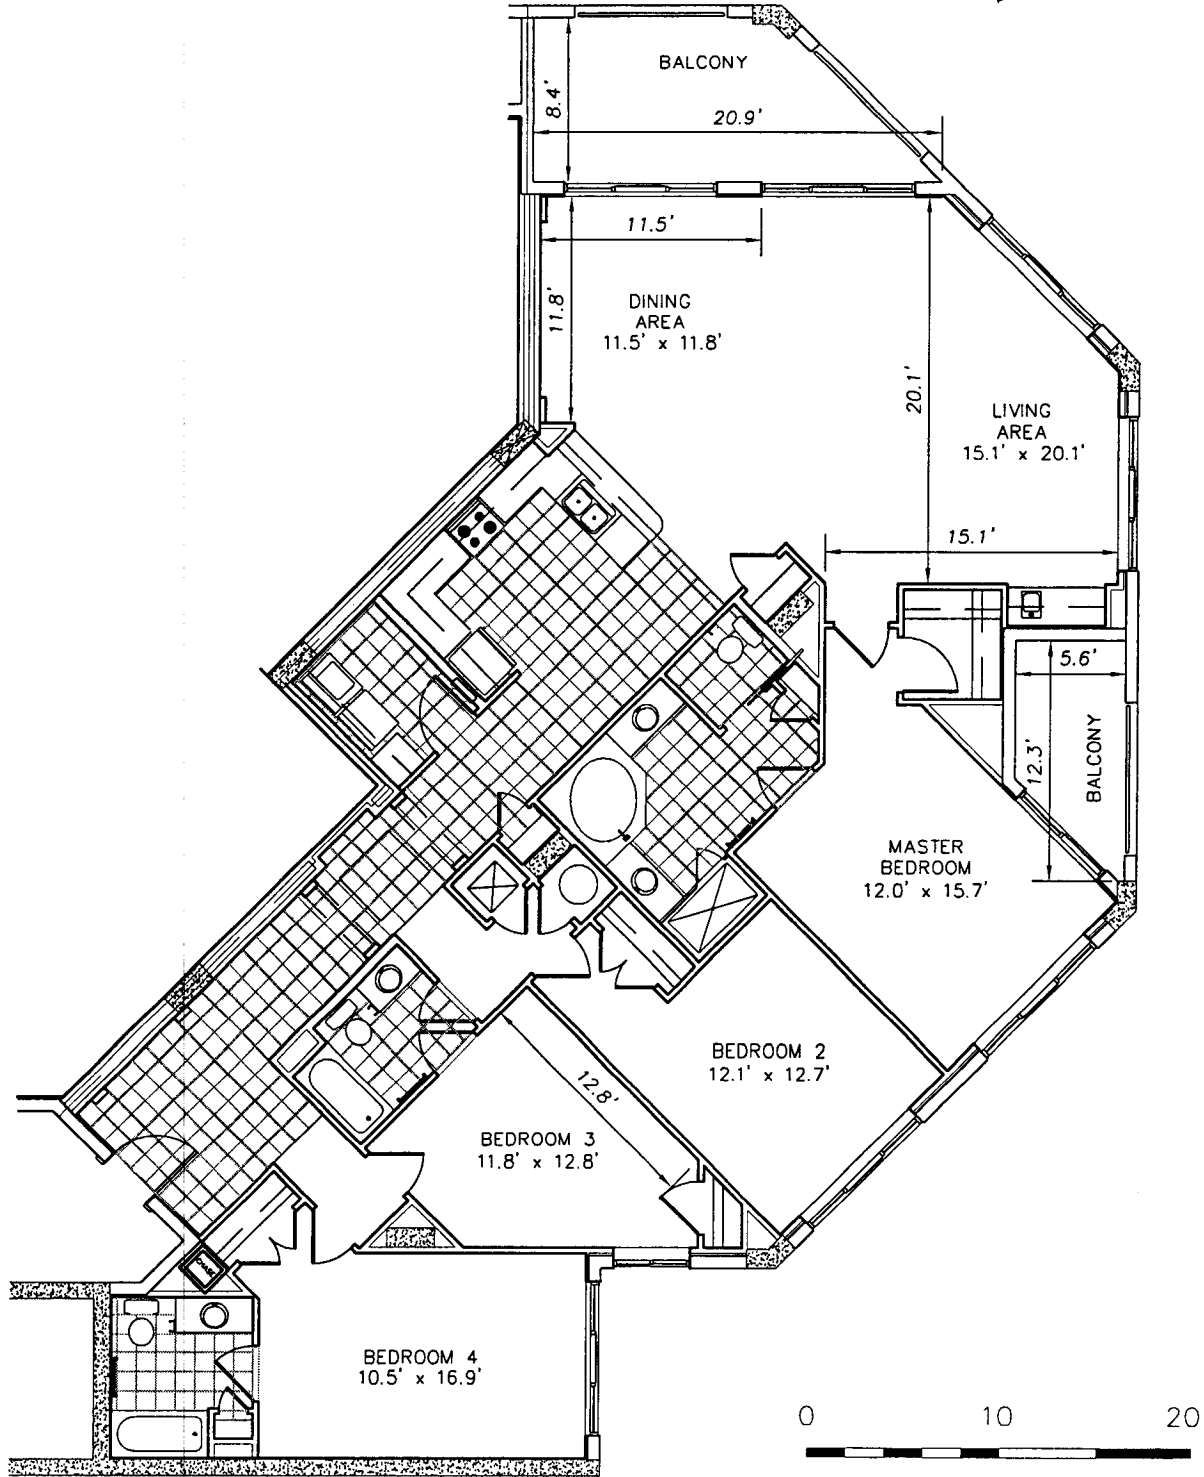 BALCONY
8.4'
20.9'
11.5'
11.8'
DINING
AREA
11.5' x 11.8'
20.1'
LIVING
AREA
15.1' x 20.1'
15.1'
5.6'
12.3'
BALCONY
MASTER
BEDROOM
12.0' x 15.7'
BEDROOM 2
12.1' x 12.7'
12.8'
BEDROOM 3
11.8' x 12.8'
CHASE
BEDROOM 4
10.5' x 16.9'
0 10 20